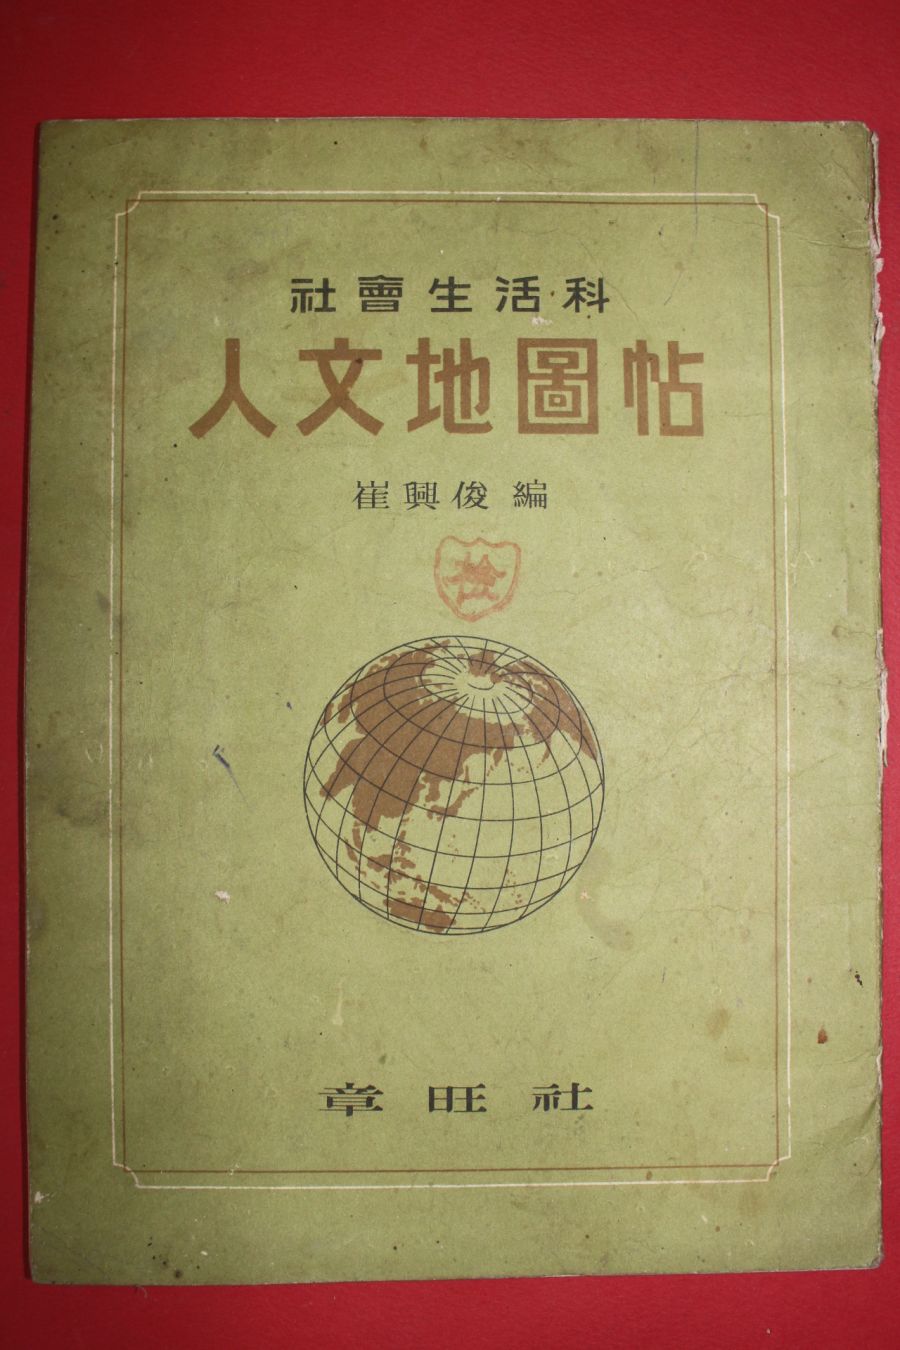 社會生活科
人文地圖帖
崔興俊 編
檢
章旺社